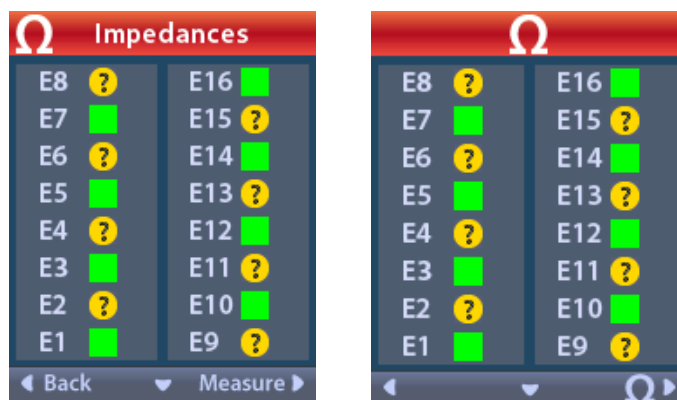 Ω Impedances
E8 ? E16
E7 E15 ?
E6 ? E14
E5 E13 ?
E4 ? E12
E3 E11 ?
E2 ? E10
E1 E9 ?
Back Measure
Ω
E8 ? E16
E7 E15 ?
E6 ? E14
E5 E13 ?
E4 ? E12
E3 E11 ?
E2 ? E10
E1 E9 ?
Ω